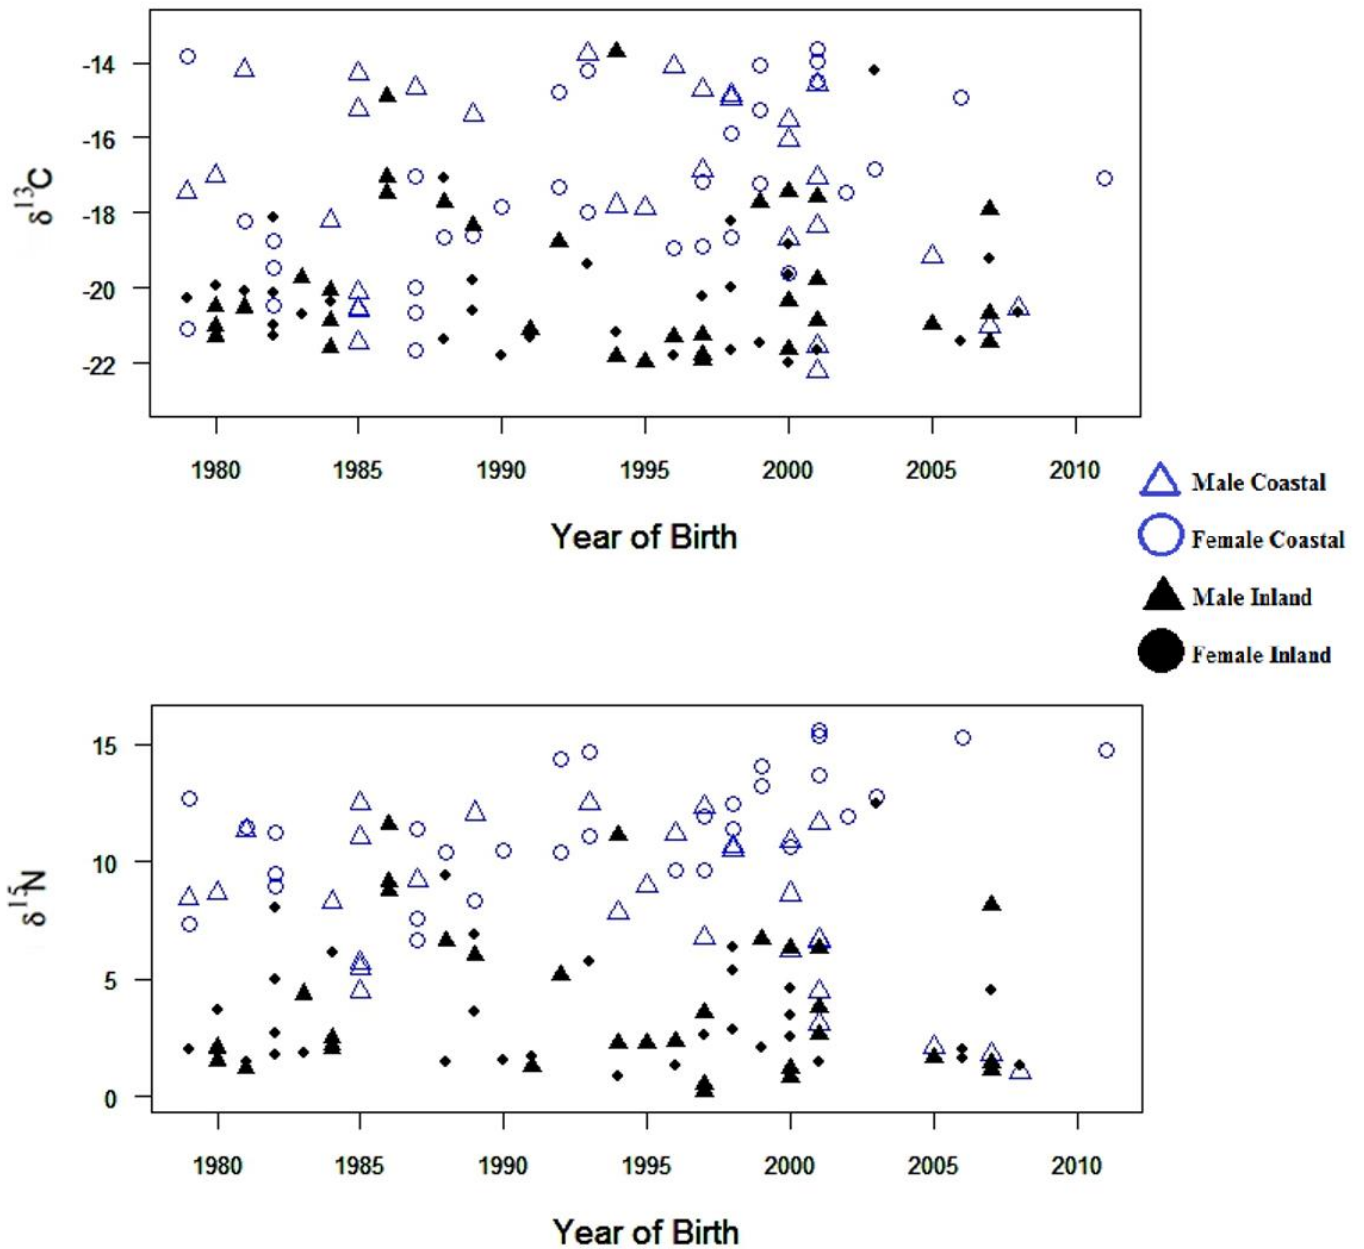 -14
-16
-18
-20
-22
δ13C
1980 1985 1990 1995 2000 2005 2010
Year of Birth
Male Coastal
Female Coastal
Male Inland
Female Inland
15
10
5
0
δ15N
1980 1985 1990 1995 2000 2005 2010
Year of Birth